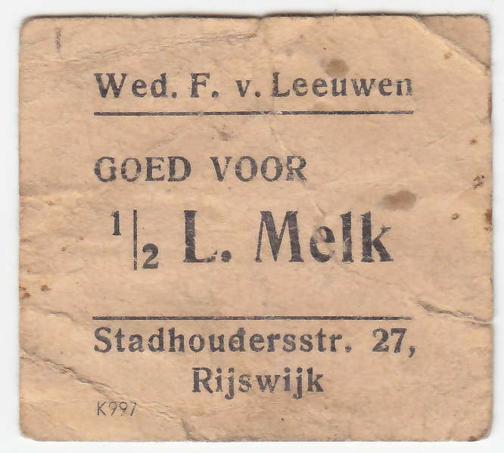 Wed. F. v. Leeuwen
GOED VOOR
1/2 L. Melk
Stadhoudersstr. 27,
Rijswijk
K997